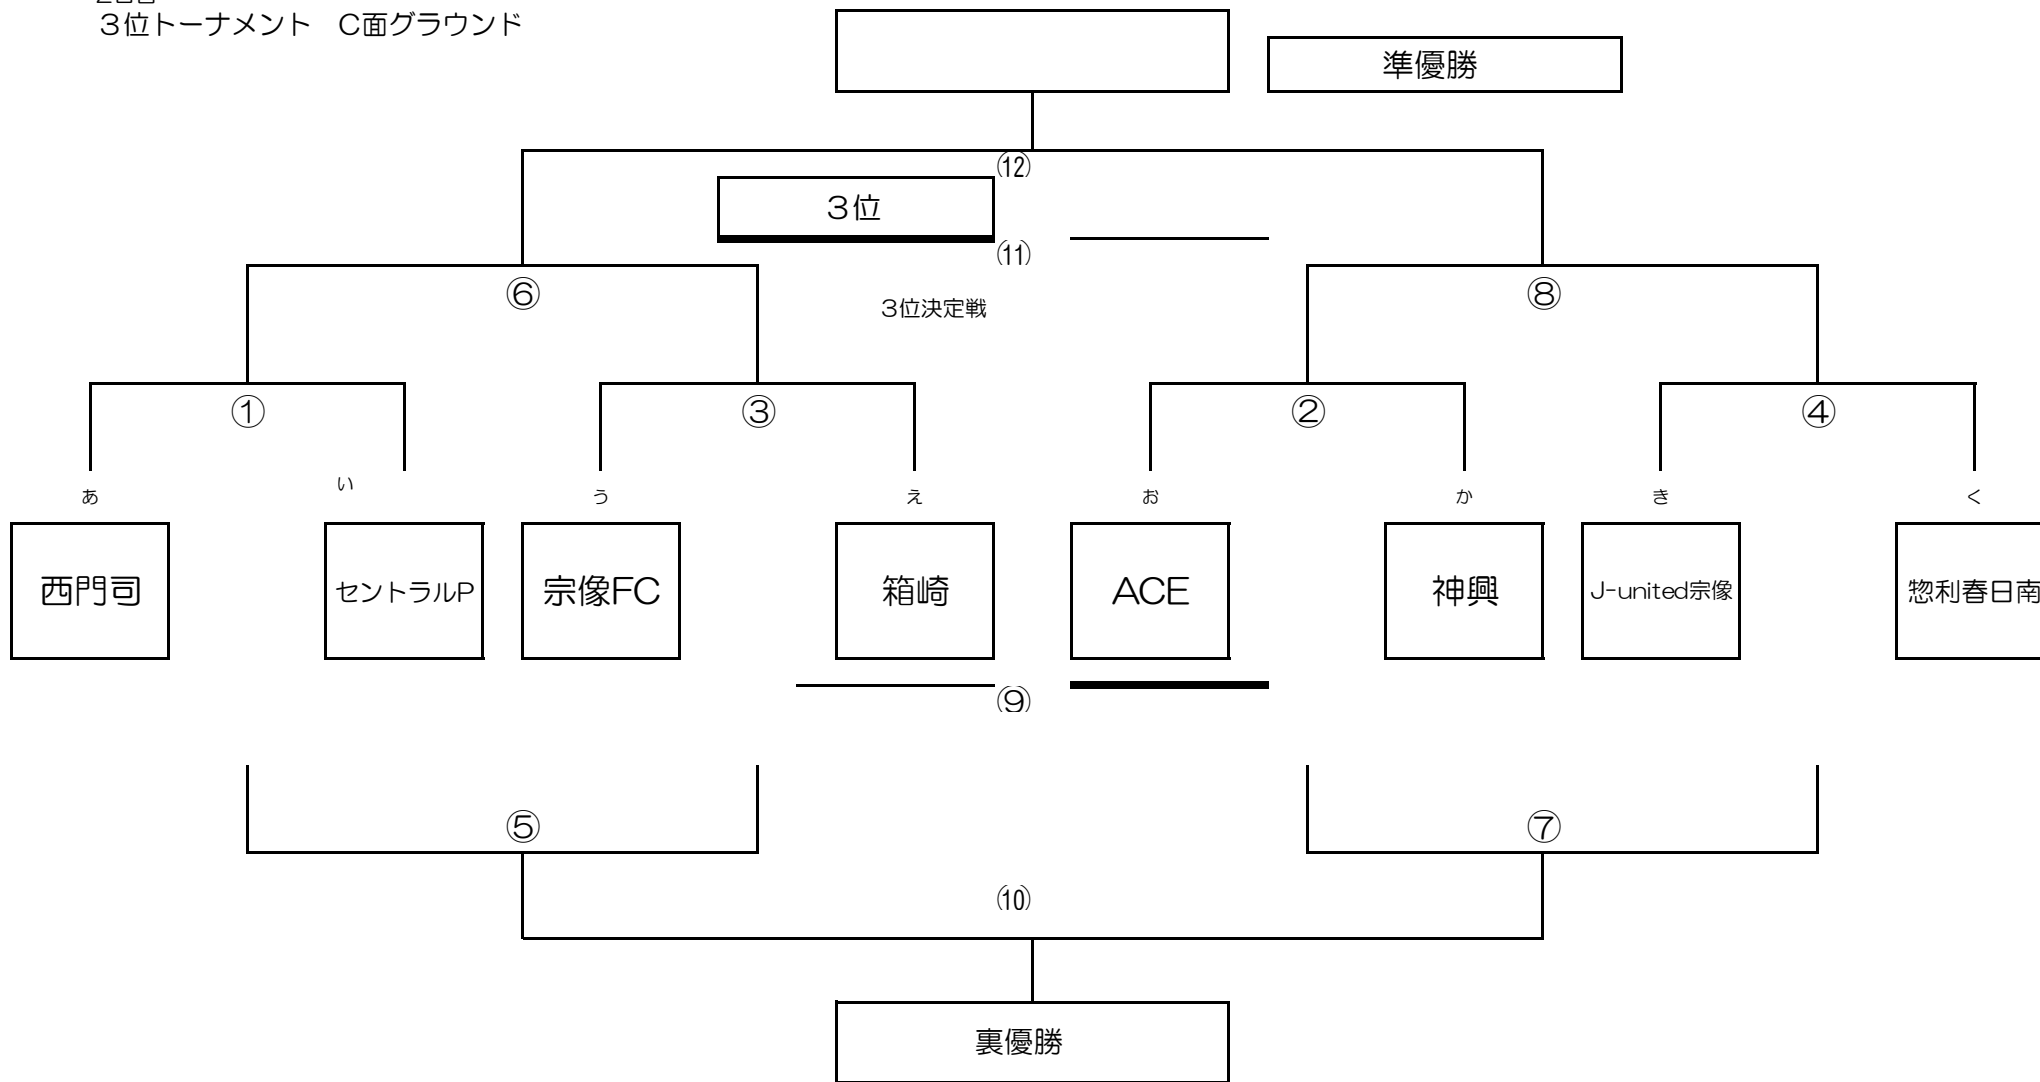 ３位トーナメント　C面グラウンド
準優勝
⑫
３位
⑪
⑥
⑧
３位決定戦
①
③
②
④
あ
い
う
え
お
か
き
く
西門司
セントラルP
宗像FC
箱崎
ACE
神興
J-united宗像
惣利春日南
⑨
⑤
⑦
⑩
裏優勝